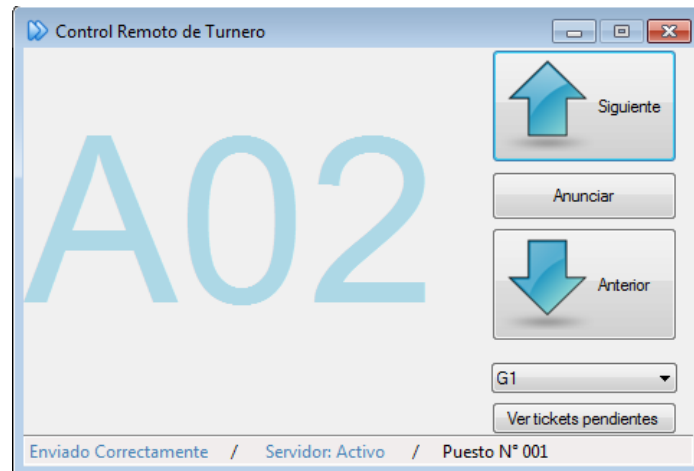 Control Remoto de Turnero
A02
Siguiente
Anunciar
Anterior
G1
Ver tickets pendientes
Enviado Correctamente / Servidor: Activo / Puesto N° 001